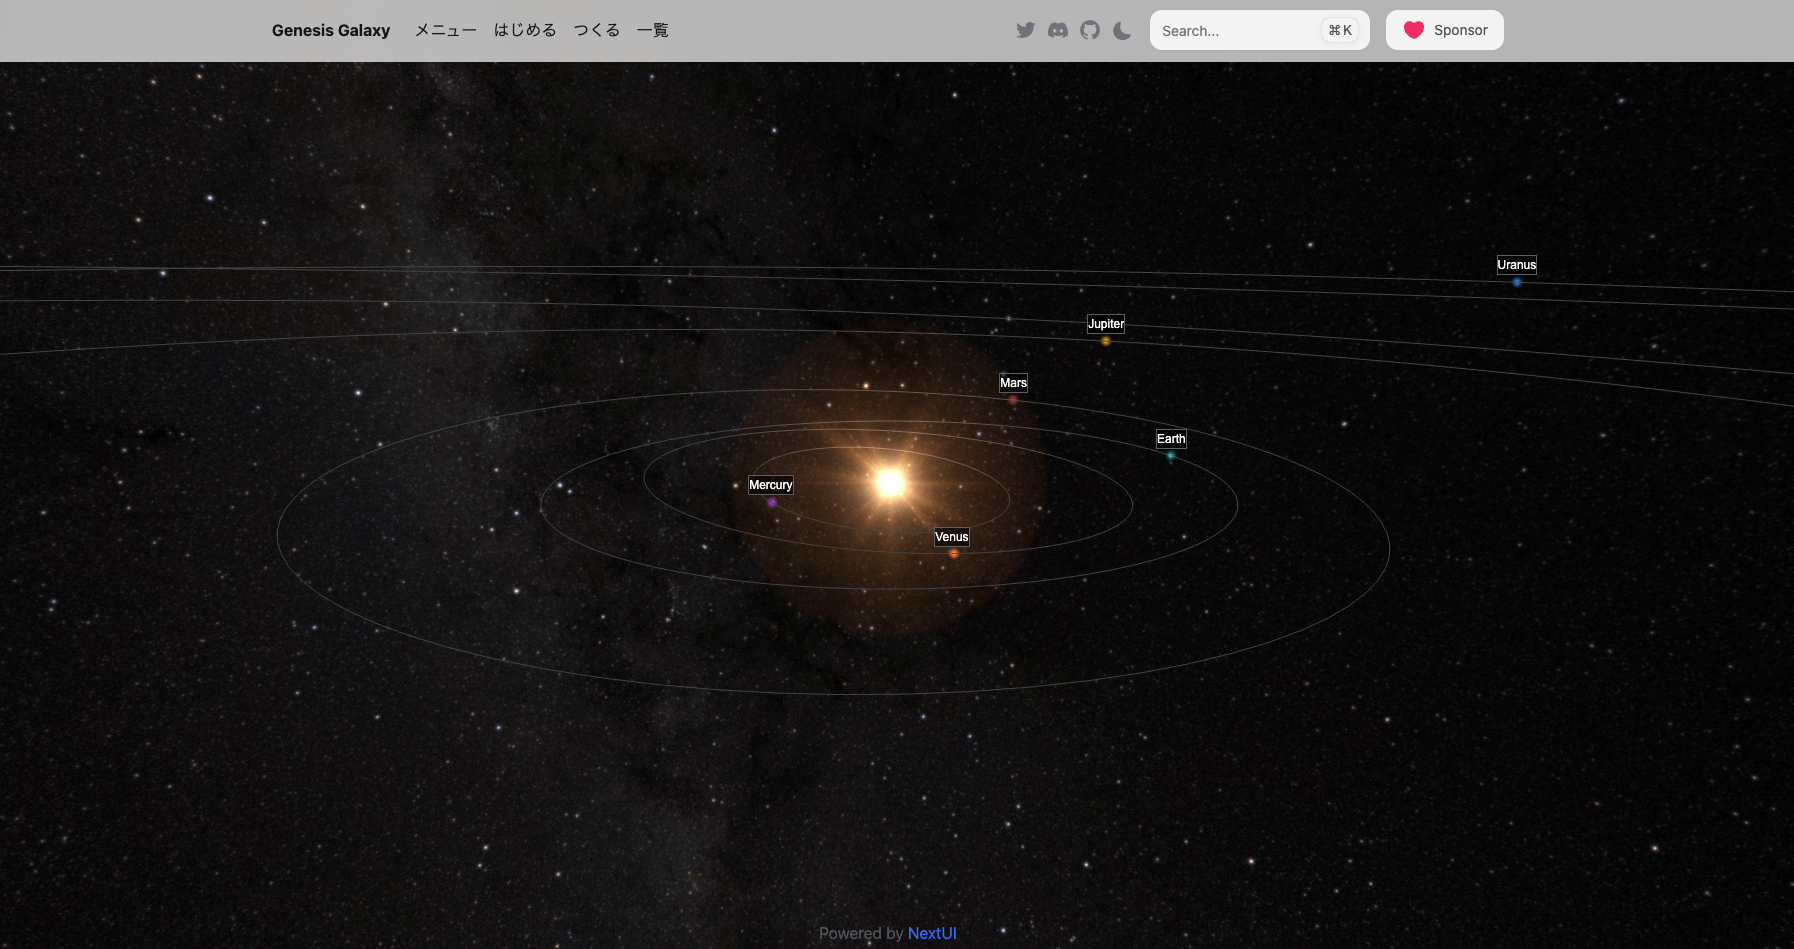 Genesis Galaxy メニュー はじめる つくる 一覧 Search... ⌘K Sponsor
Uranus
Jupiter
Mars
Earth
Mercury
Venus
Powered by NextUI